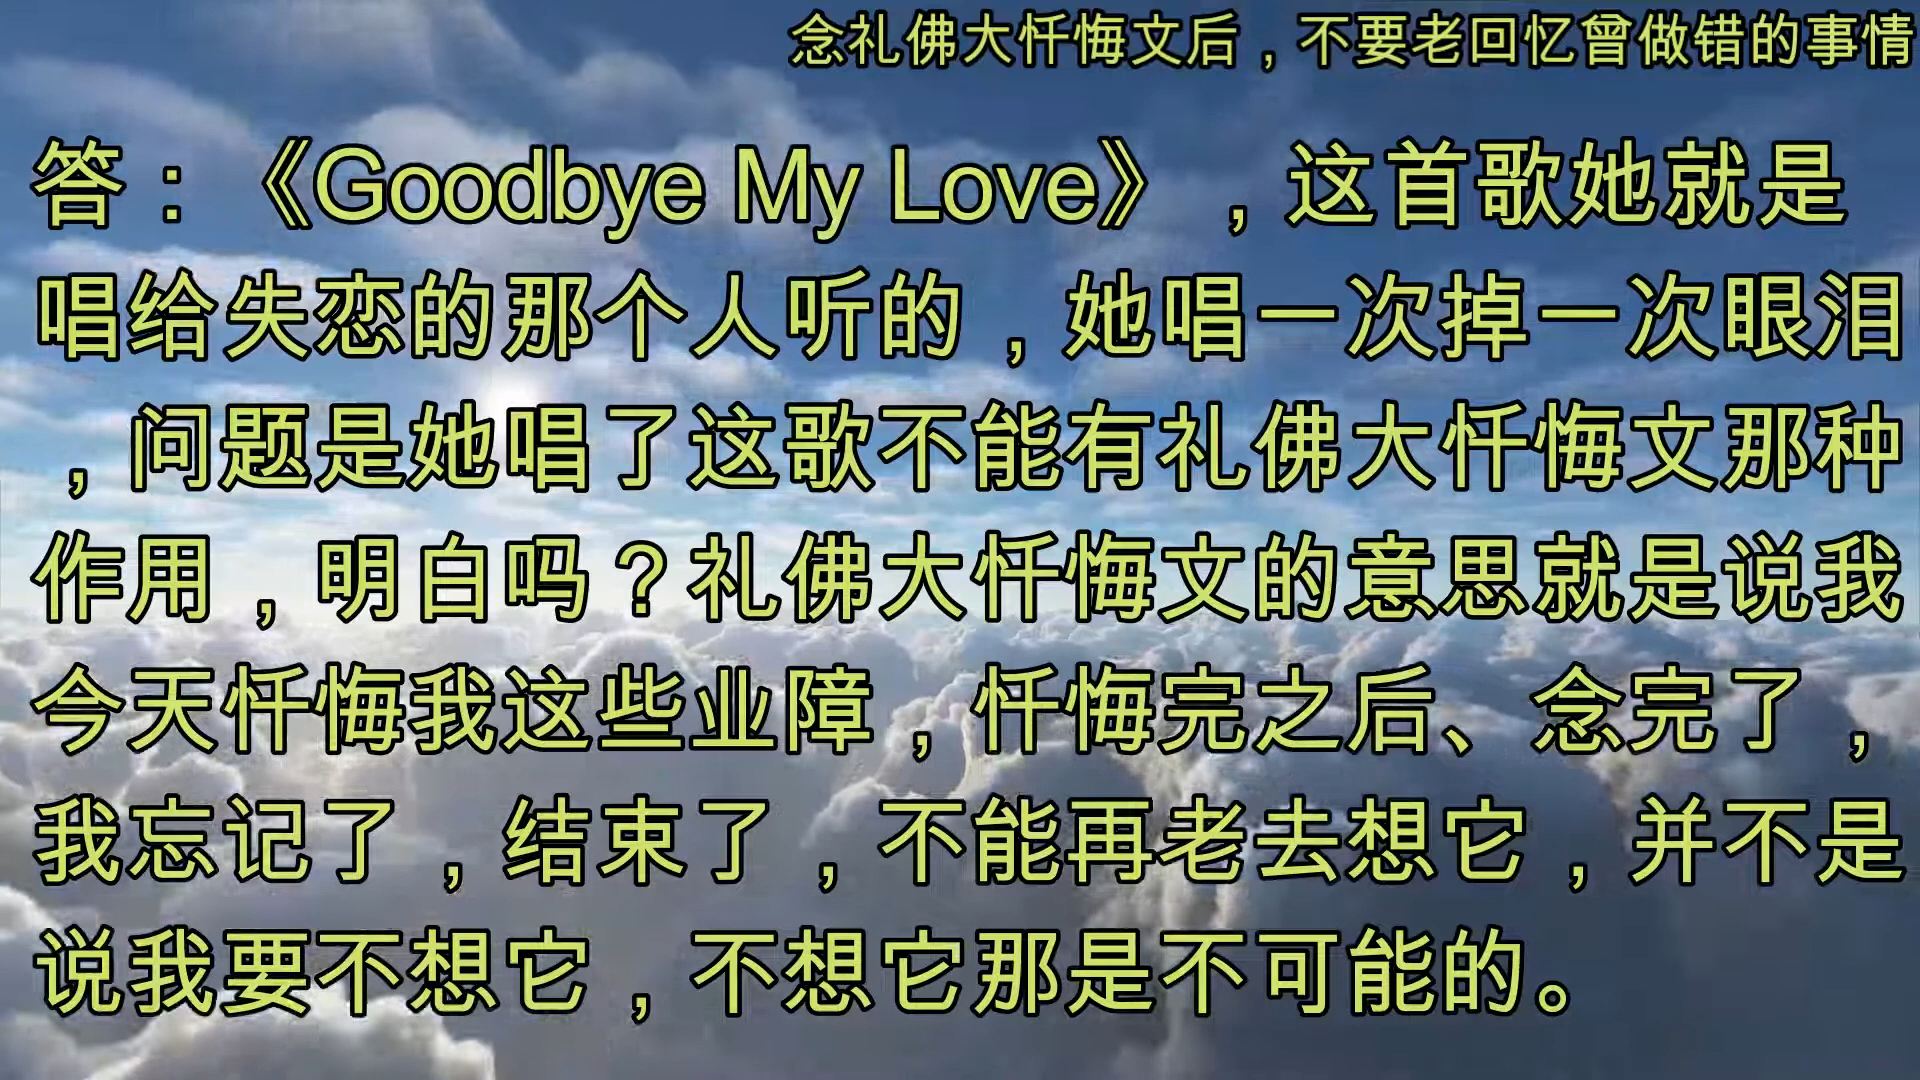 念礼佛大忏悔文后，不要老回忆曾做错的事情
答：《Goodbye My Love》，这首歌她就是
唱给失恋的那个人听的，她唱一次掉一次眼泪
，问题是她唱了这歌不能有礼佛大忏悔文那种
作用，明白吗？礼佛大忏悔文的意思就是说我
今天忏悔我这些业障，忏悔完之后、念完了，
我忘记了，结束了，不能再老去想它，并不是
说我要不想它，不想它那是不可能的。